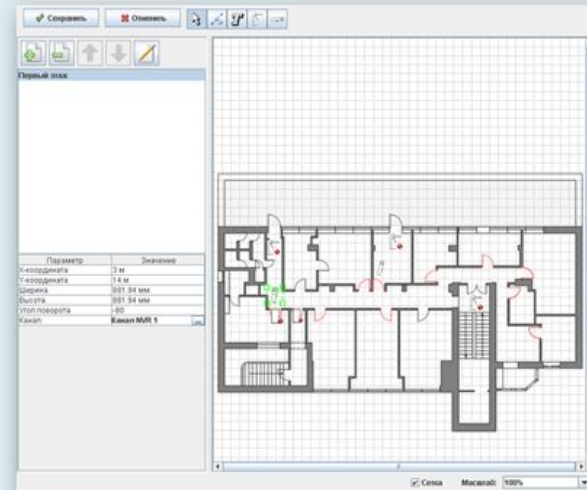 Сохранить Отменить
Первый этаж
Параметр Значение
X-координата 3 м
Y-координата 14 м
Ширина 881.94 мм
Высота 881.94 мм
Угол поворота -80
Канал: Канал NVR 1 ...
Сетка Масштаб: 100%